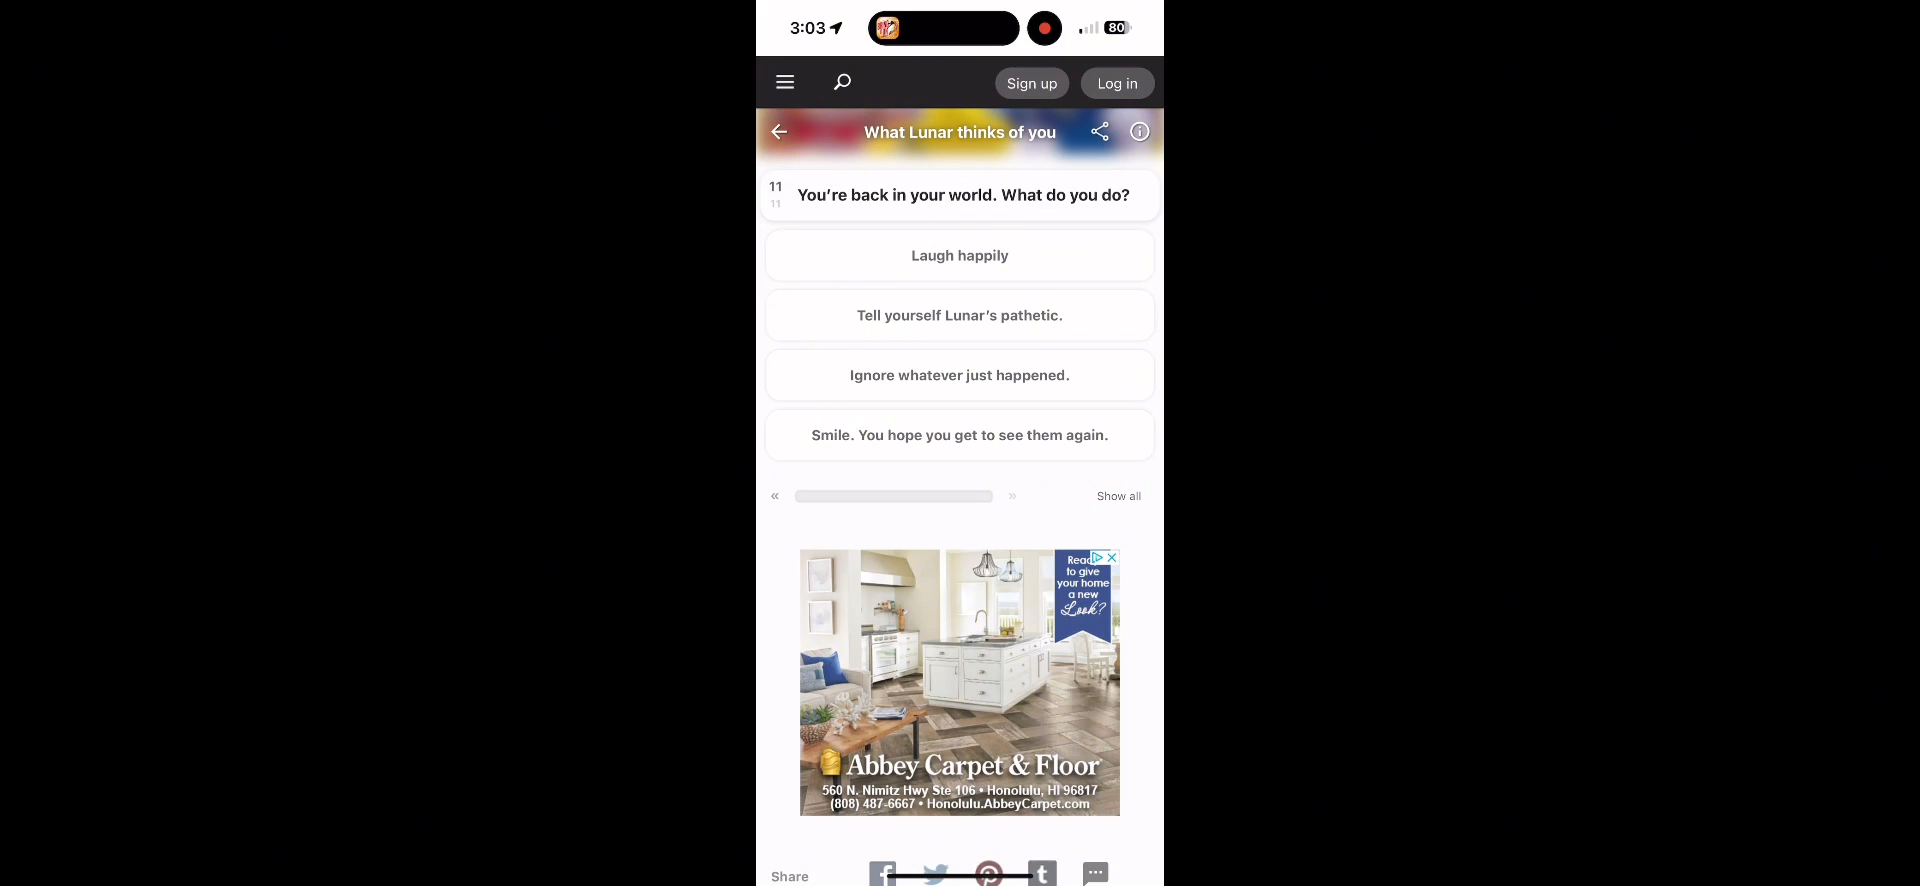 3:03
80
Sign up
Log in
What Lunar thinks of you
11
11
You're back in your world. What do you do?
Laugh happily
Tell yourself Lunar's pathetic.
Ignore whatever just happened.
Smile. You hope you get to see them again.
«
»
Show all
to give
your home
a new
Look?
Abbey Carpet & Floor
560 N. Nimitz Hwy Ste 106 • Honolulu, HI 96817
(808) 487-6667 • Honolulu.AbbeyCarpet.com
Share